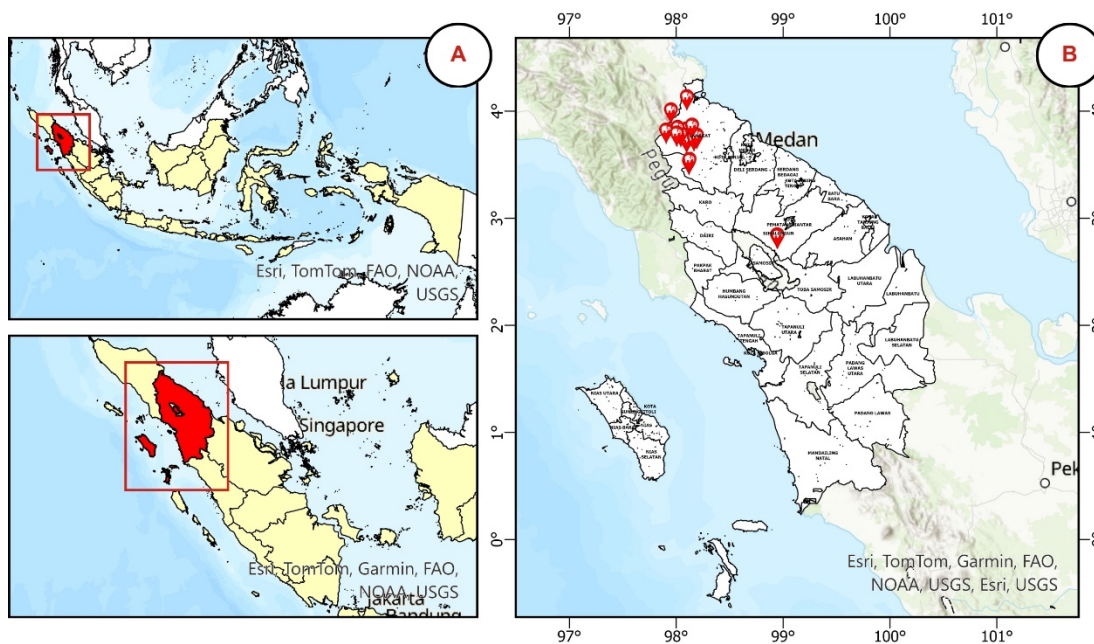 A
Esri, TomTom, FAO, NOAA,
USGS
la Lumpur
Singapore
Esri, TomTom, Garmin, FAO,
NOAA, USGS
Jakarta
Bandung
97° 98° 99° 100° 101°
B
4°
Medan
DELI SERDANG
SERDANG
BEDAGAI
BATU
BARA
3°
KARO
PEMATANGSIANTAR
DAIRI
ASAHAN
SAMOSIR
PAKPAK
BHARAT
TOBA SAMOSIR
LABUHANBATU
UTARA
HUMBANG
HASUNDUTAN
LABUHANBATU
2°
TAPANULI
UTARA
TAPANULI
TENGAH
LABUHANBATU
SELATAN
TAPANULI
SELATAN
PADANG
LAWAS
UTARA
NIAS UTARA
KOTA
PADANG LAWAS
1°
NIAS
SELATAN
MANDAILING
NATAL
Pek
0°
Esri, TomTom, Garmin, FAO,
NOAA, USGS, Esri, USGS
97° 98° 99° 100° 101°